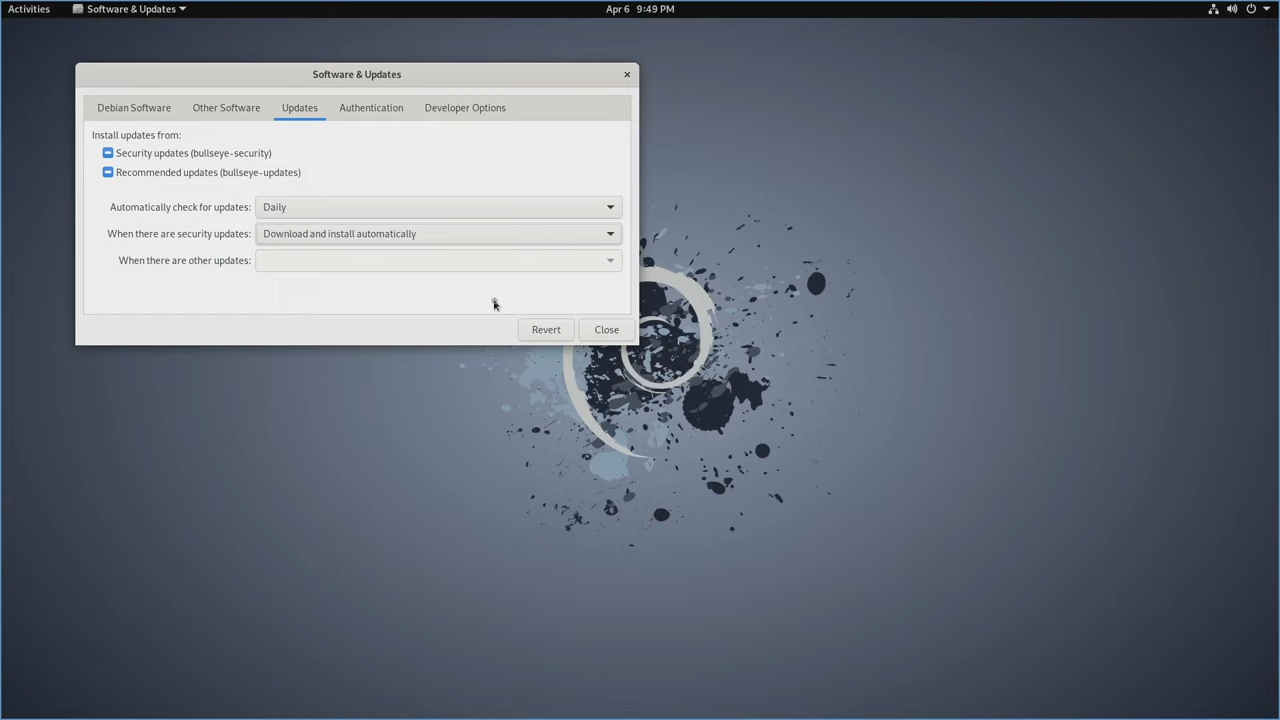 Activities
Software & Updates
Apr 6 9:49 PM
Software & Updates
Debian Software
Other Software
Updates
Authentication
Developer Options
Install updates from:
Security updates (bullseye-security)
Recommended updates (bullseye-updates)
Automatically check for updates: Daily
When there are security updates: Download and install automatically
When there are other updates:
Revert
Close